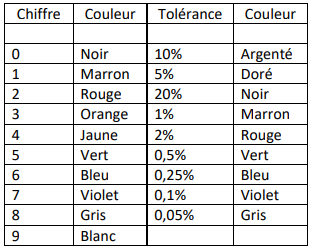 Chiffre Couleur Tolérance Couleur
0 Noir 10% Argenté
1 Marron 5% Doré
2 Rouge 20% Noir
3 Orange 1% Marron
4 Jaune 2% Rouge
5 Vert 0,5% Vert
6 Bleu 0,25% Bleu
7 Violet 0,1% Violet
8 Gris 0,05% Gris
9 Blanc